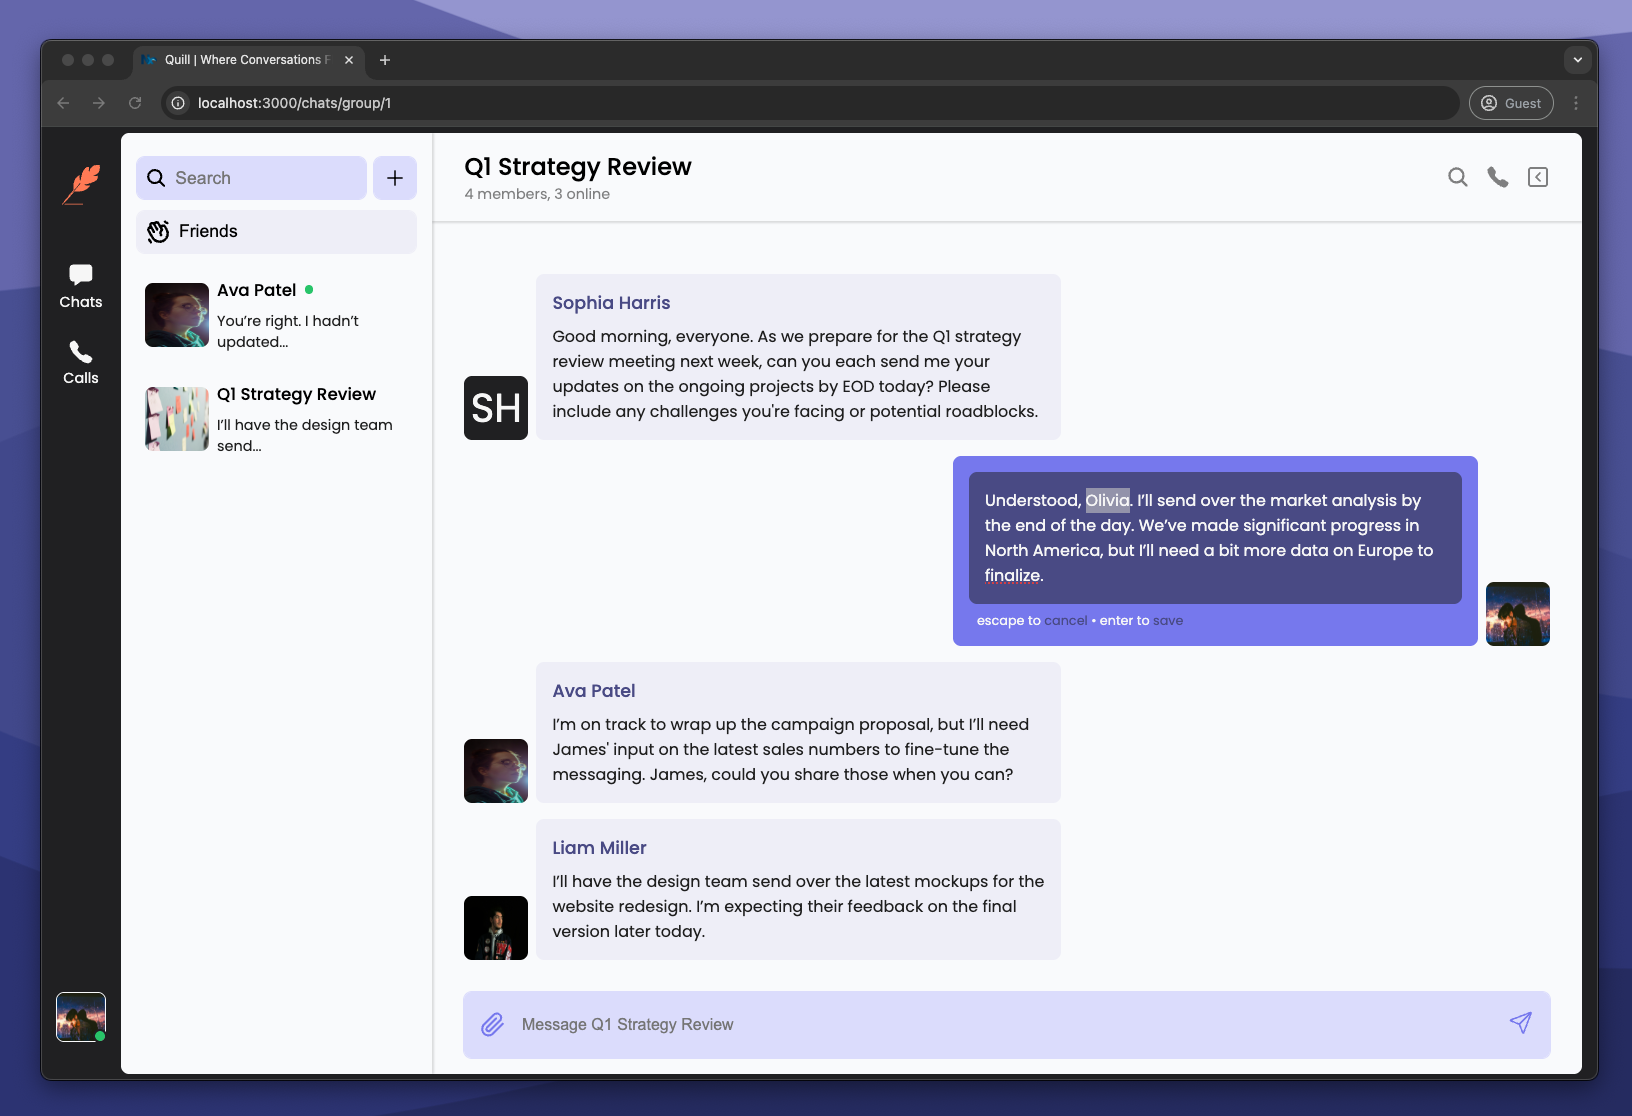 Quill | Where Conversations F
localhost:3000/chats/group/1
Guest
Chats
Calls
Search
Friends
Ava Patel
You’re right. I hadn’t
updated...
Q1 Strategy Review
I’ll have the design team
send...
Q1 Strategy Review
4 members, 3 online
Sophia Harris
Good morning, everyone. As we prepare for the Q1 strategy
review meeting next week, can you each send me your
updates on the ongoing projects by EOD today? Please
include any challenges you're facing or potential roadblocks.
SH
Understood, Olivia. I’ll send over the market analysis by
the end of the day. We’ve made significant progress in
North America, but I’ll need a bit more data on Europe to
finalize.
escape to cancel • enter to save
Ava Patel
I’m on track to wrap up the campaign proposal, but I’ll need
James' input on the latest sales numbers to fine-tune the
messaging. James, could you share those when you can?
Liam Miller
I’ll have the design team send over the latest mockups for the
website redesign. I’m expecting their feedback on the final
version later today.
Message Q1 Strategy Review